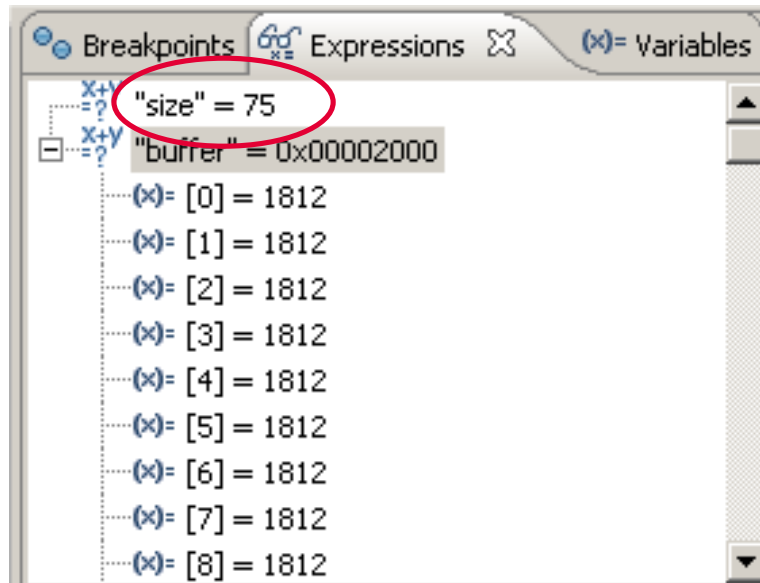 Breakpoints Expressions (x)= Variables
x+y =? "size" = 75
x+y =? "buffer" = 0x00002000
(x)= [0] = 1812
(x)= [1] = 1812
(x)= [2] = 1812
(x)= [3] = 1812
(x)= [4] = 1812
(x)= [5] = 1812
(x)= [6] = 1812
(x)= [7] = 1812
(x)= [8] = 1812